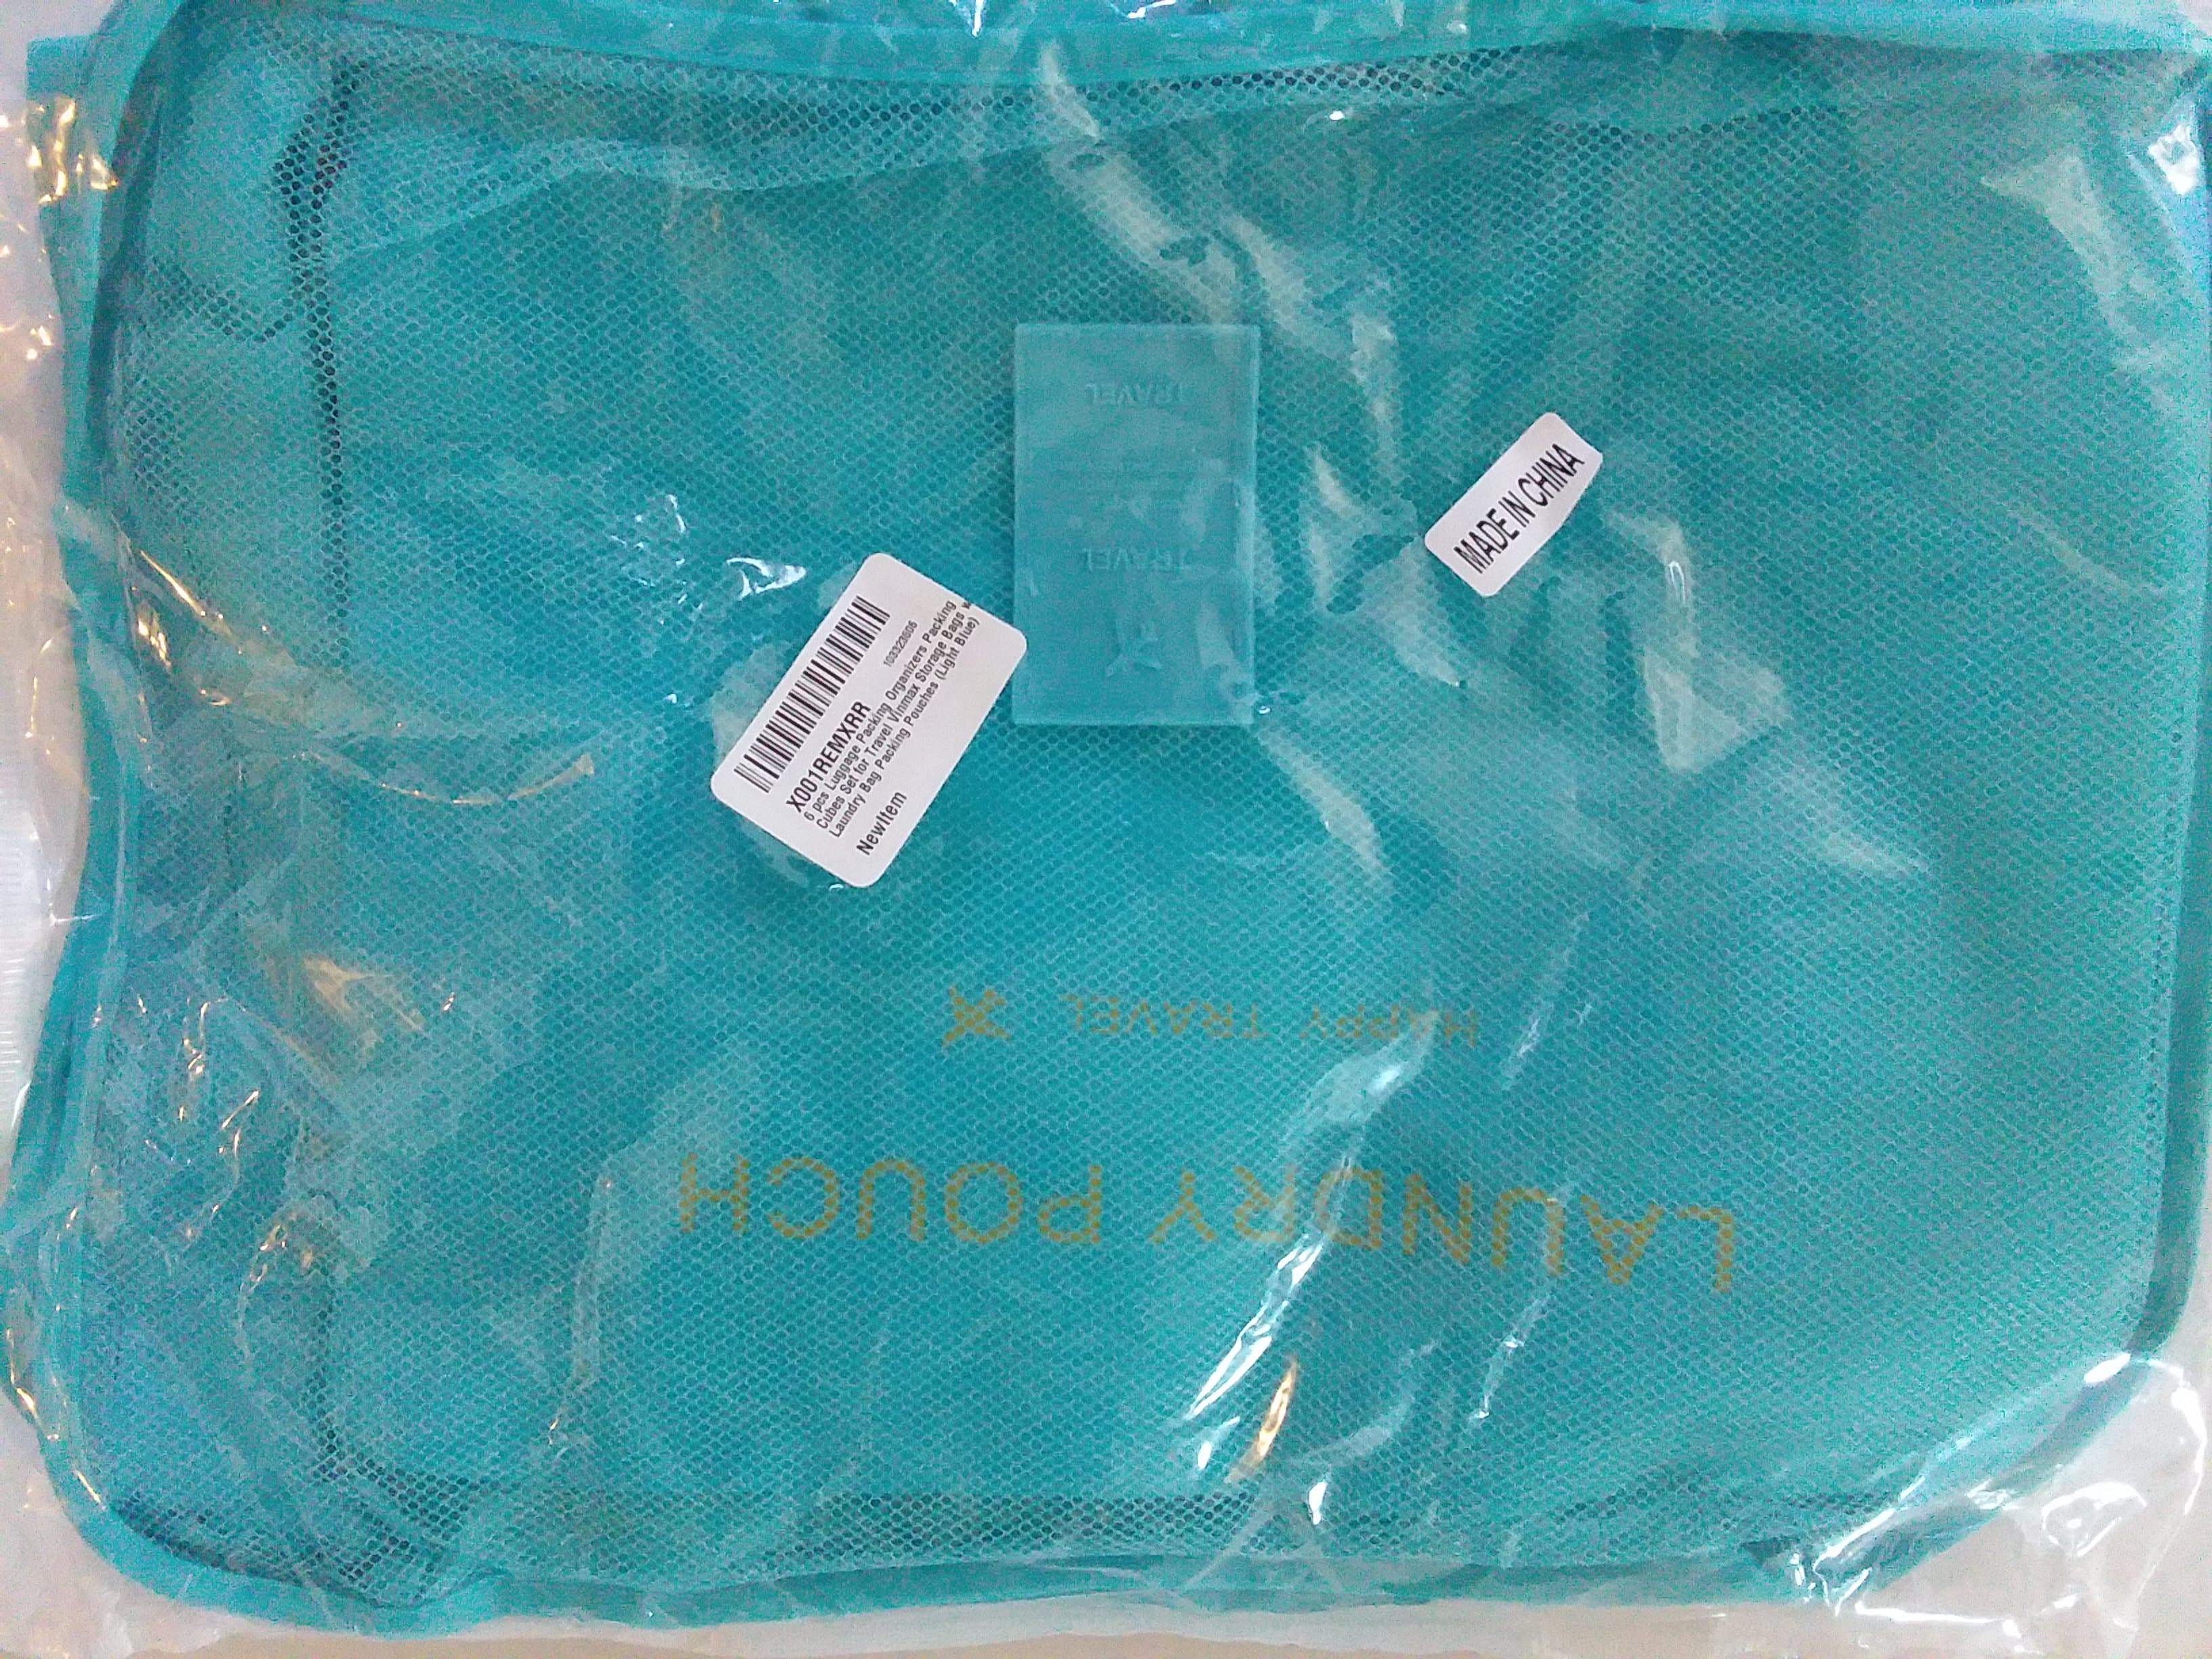 TRAVEL
TRAVEL
MADE IN CHINA
103323606
X001REMXRR
6 pcs Luggage Packing Organizers Packing
Cubes Set for Travel Vinmax Storage Bags w
Laundry Bag Packing Pouches (Light Blue)
NewItem
HAPPY TRAVEL
LAUNDRY POUCH